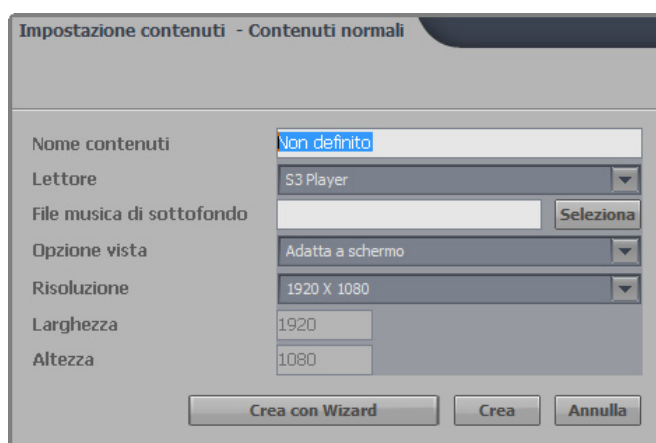 Impostazione contenuti - Contenuti normali
Nome contenuti Non definito
Lettore S3 Player
File musica di sottofondo Seleziona
Opzione vista Adatta a schermo
Risoluzione 1920 X 1080
Larghezza 1920
Altezza 1080
Crea con Wizard Crea Annulla